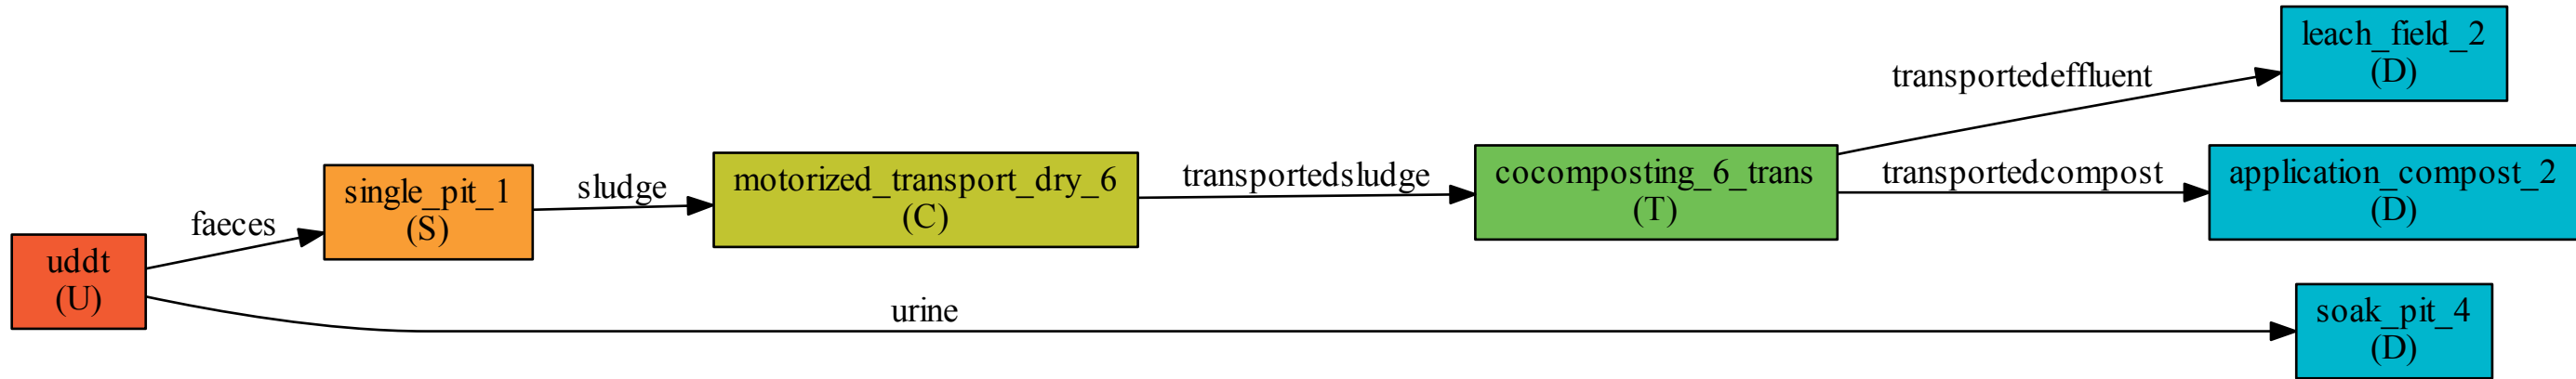 uddt
(U)
faeces
urine
single_pit_1
(S)
sludge
motorized_transport_dry_6
(C)
transportedsludge
cocomposting_6_trans
(T)
transportedeffluent
transportedcompost
leach_field_2
(D)
application_compost_2
(D)
soak_pit_4
(D)